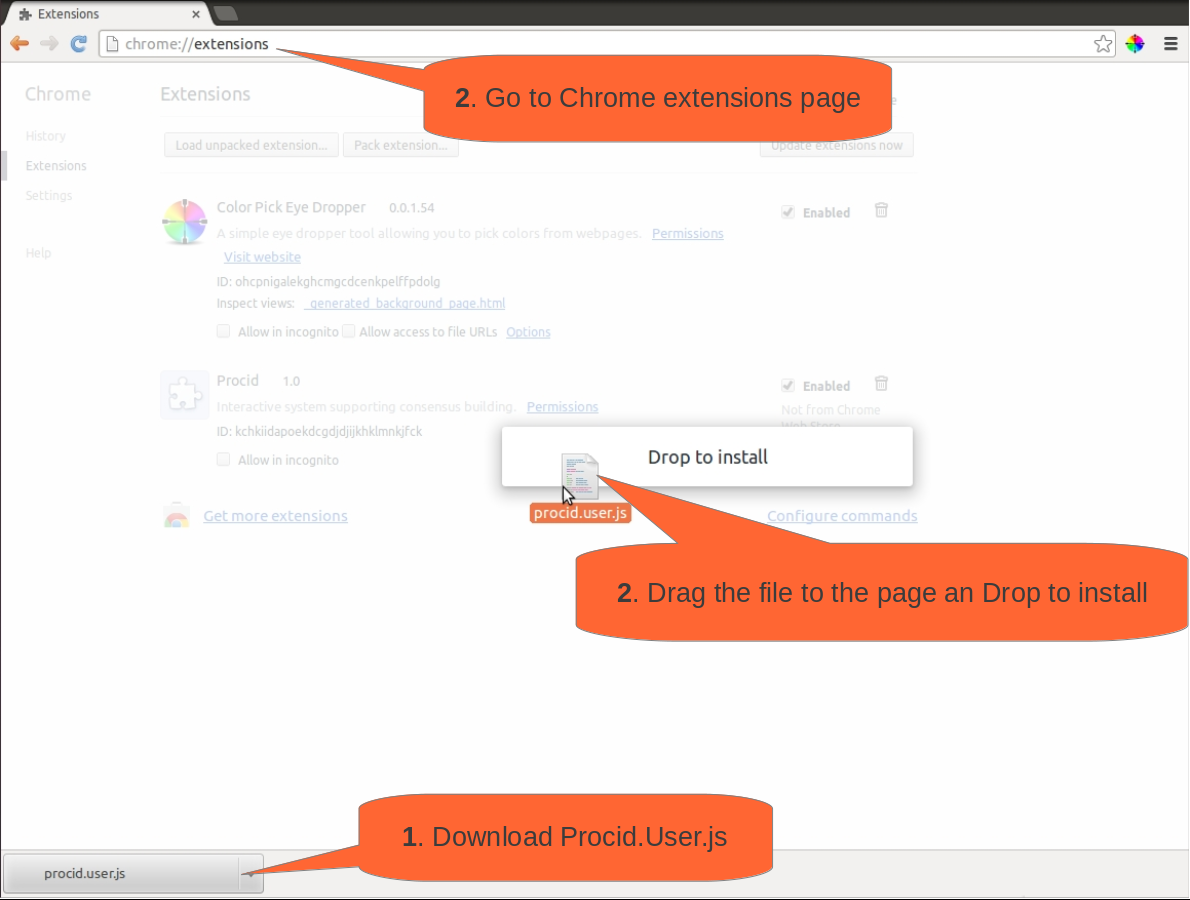 Extensions
chrome://extensions
2. Go to Chrome extensions page
Chrome
Extensions
History
Extensions
Settings
Help
Load unpacked extension...
Pack extension...
Update extensions now
Color Pick Eye Dropper 0.0.1.54
Enabled
A simple eye dropper tool allowing you to pick colors from webpages. Permissions
Visit website
ID: ohcpnigalekghcmgcdcenkpelffpdolg
Inspect views: _generated_background_page.html
Allow in incognito Allow access to file URLs Options
Procid 1.0
Enabled
Interactive system supporting consensus building. Permissions
Not from Chrome
Web Store
ID: kchkiidapoekdcgdjdjijkhklmnkjfck
Allow in incognito
Drop to install
procid.user.js
Get more extensions
Configure commands
2. Drag the file to the page an Drop to install
1. Download Procid.User.js
procid.user.js